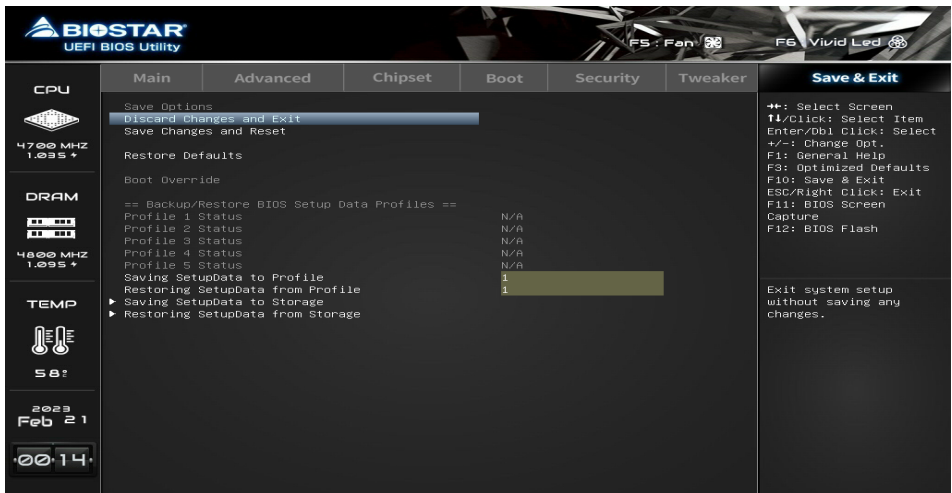 BIOSTAR
UEFI BIOS Utility
F5 : Fan
F6 Vivid Led
CPU
4700 MHZ
1.035
DRAM
4800 MHZ
1.095
TEMP
58
2023
Feb 21
00:14
Main Advanced Chipset Boot Security Tweaker Save & Exit
Save Options
Discard Changes and Exit
Save Changes and Reset
Restore Defaults
Boot Override
== Backup/Restore BIOS Setup Data Profiles ==
Profile 1 Status N/A
Profile 2 Status N/A
Profile 3 Status N/A
Profile 4 Status N/A
Profile 5 Status N/A
Saving SetupData to Profile 1
Restoring SetupData from Profile 1
▶ Saving SetupData to Storage
▶ Restoring SetupData from Storage
→←: Select Screen
↑↓/Click: Select Item
Enter/Dbl Click: Select
+/-: Change Opt.
F1: General Help
F3: Optimized Defaults
F10: Save & Exit
ESC/Right Click: Exit
F11: BIOS Screen
Capture
F12: BIOS Flash
Exit system setup
without saving any
changes.